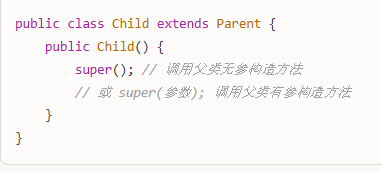 public class Child extends Parent {
public Child() {
super(); // 调用父类无参构造方法
// 或 super(参数); 调用父类有参构造方法
}
}